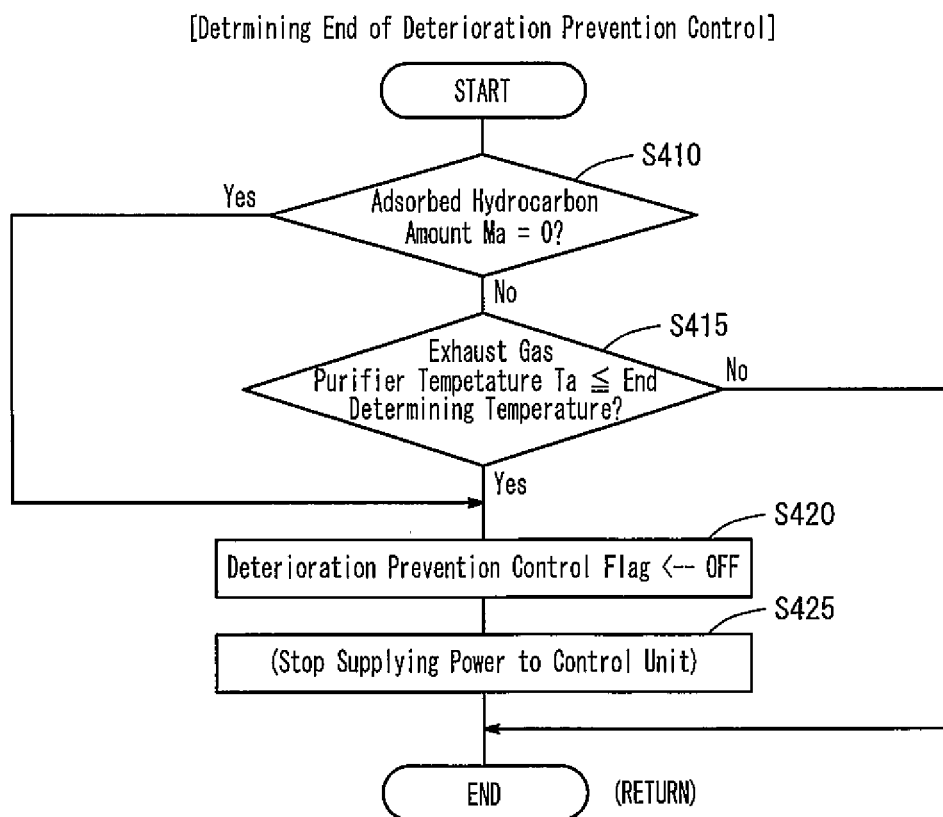 [Detrmining End of Deterioration Prevention Control]
START
S410
Yes
Adsorbed Hydrocarbon
Amount Ma = 0?
No
S415
Exhaust Gas
Purifier Tempetature Ta ≦ End
Determining Temperature?
No
Yes
S420
Deterioration Prevention Control Flag <-- OFF
S425
(Stop Supplying Power to Control Unit)
END (RETURN)